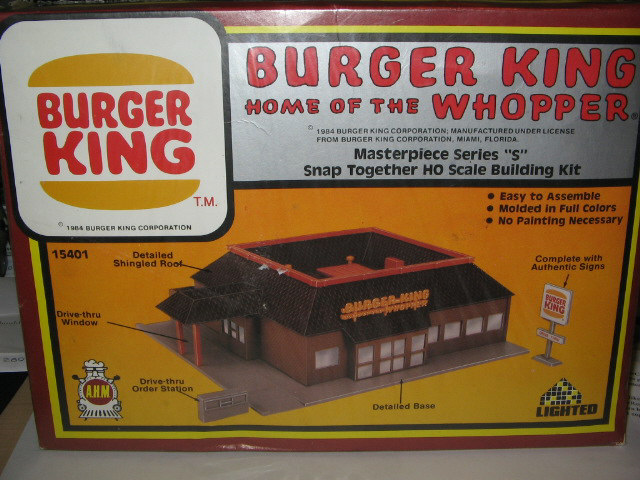 BURGER
KING
T.M.
© 1984 BURGER KING CORPORATION
BURGER KING
HOME OF THE WHOPPER®
© 1984 BURGER KING CORPORATION; MANUFACTURED UNDER LICENSE
FROM BURGER KING CORPORATION, MIAMI, FLORIDA.
Masterpiece Series "S"
Snap Together HO Scale Building Kit
• Easy to Assemble
• Molded in Full Colors
• No Painting Necessary
15401
Detailed
Shingled Roof
Complete with
Authentic Signs
BURGER KING
BURGER
KING
Drive-thru
Window
Drive-thru
Order Station
Detailed Base
A.H.M
LIGHTED